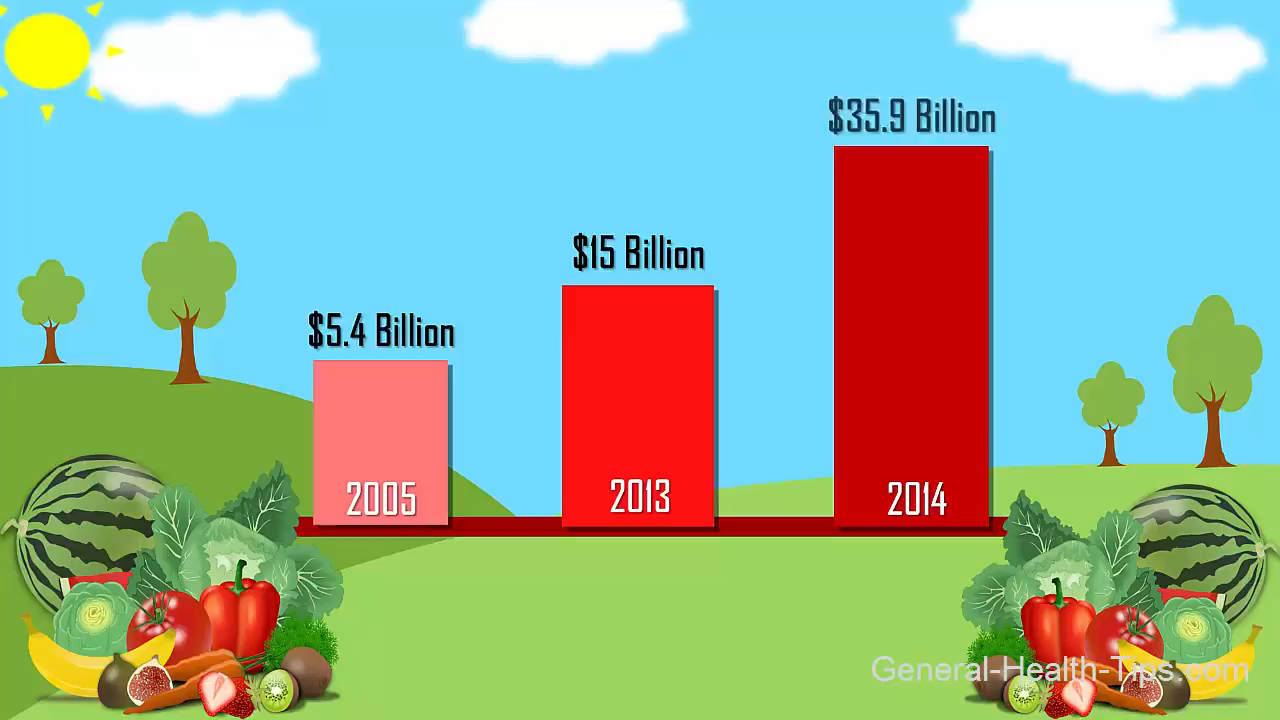 $35.9 Billion
$15 Billion
$5.4 Billion
2005
2013
2014
General-Health-Tips.com